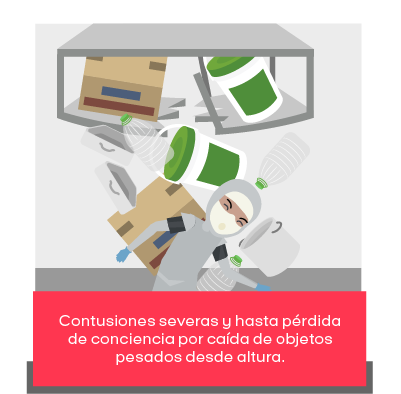 Contusiones severas y hasta pérdida
de conciencia por caída de objetos
pesados desde altura.